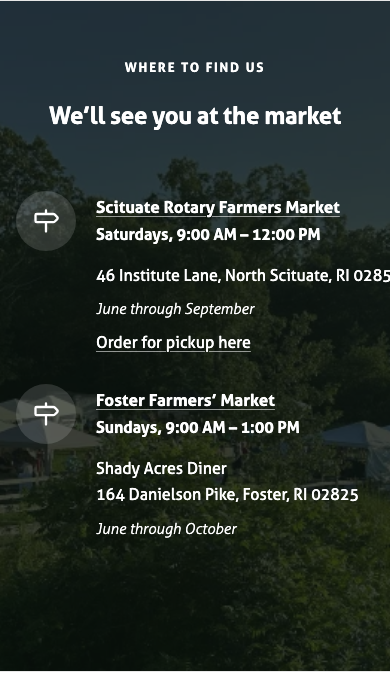 WHERE TO FIND US
We’ll see you at the market
Scituate Rotary Farmers Market
Saturdays, 9:00 AM – 12:00 PM
46 Institute Lane, North Scituate, RI 0285
June through September
Order for pickup here
Foster Farmers’ Market
Sundays, 9:00 AM – 1:00 PM
Shady Acres Diner
164 Danielson Pike, Foster, RI 02825
June through October